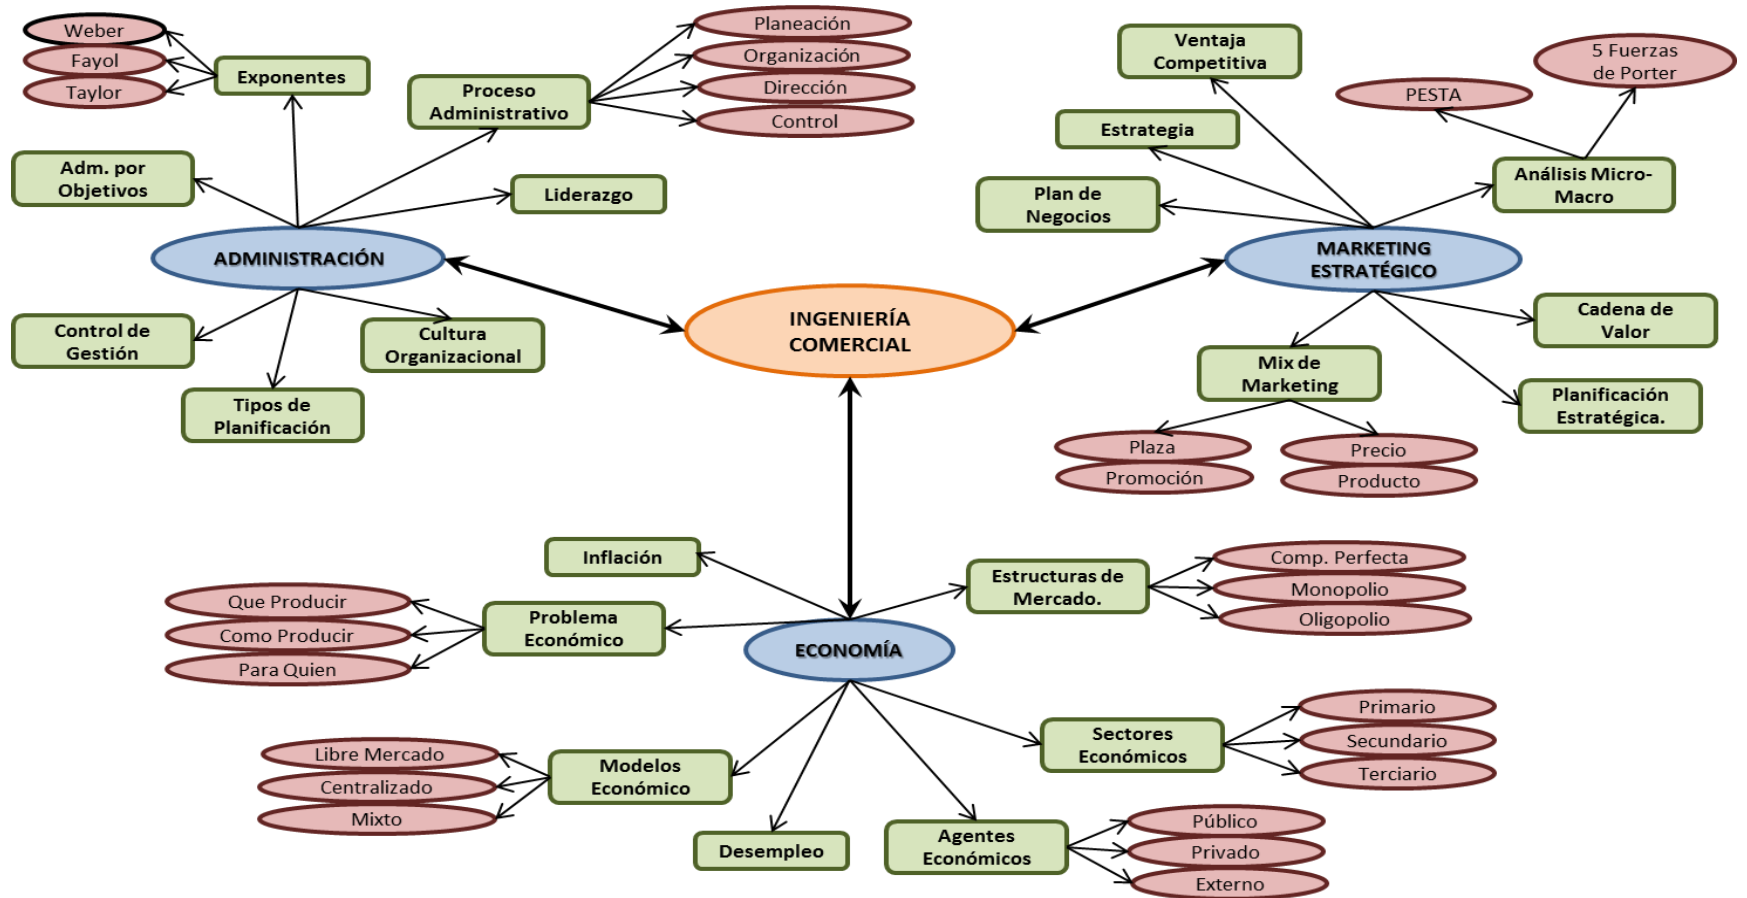 Weber
Fayol
Taylor
Exponentes
Proceso
Administrativo
Planeación
Organización
Dirección
Control
Adm. por
Objetivos
Liderazgo
ADMINISTRACIÓN
Control de
Gestión
Tipos de
Planificación
Cultura
Organizacional
INGENIERÍA
COMERCIAL
Ventaja
Competitiva
Estrategia
Plan de
Negocios
PESTA
5 Fuerzas
de Porter
Análisis Micro-
Macro
MARKETING
ESTRATÉGICO
Cadena de
Valor
Mix de
Marketing
Planificación
Estratégica.
Plaza
Promoción
Precio
Producto
Inflación
Problema
Económico
Que Producir
Como Producir
Para Quien
Estructuras de
Mercado.
Comp. Perfecta
Monopolio
Oligopolio
ECONOMÍA
Modelos
Económico
Libre Mercado
Centralizado
Mixto
Desempleo
Agentes
Económicos
Público
Privado
Externo
Sectores
Económicos
Primario
Secundario
Terciario